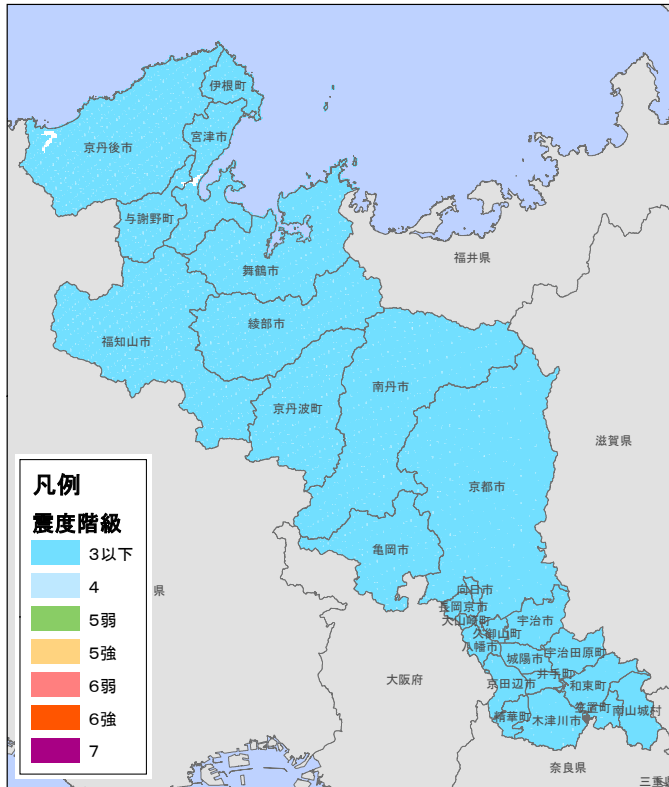 伊根町
宮津市
京丹後市
与謝野町
舞鶴市
福井県
綾部市
福知山市
南丹市
京丹波町
滋賀県
京都市
凡例
震度階級
3以下
4
5弱
5強
6弱
6強
7
亀岡市
県
向日市
長岡京市
大山崎町
宇治市
久御山町
八幡市
宇治田原町
城陽市
井手町
大阪府
京田辺市
和束町
笠置町
南山城村
精華町
木津川市
奈良県
三重県